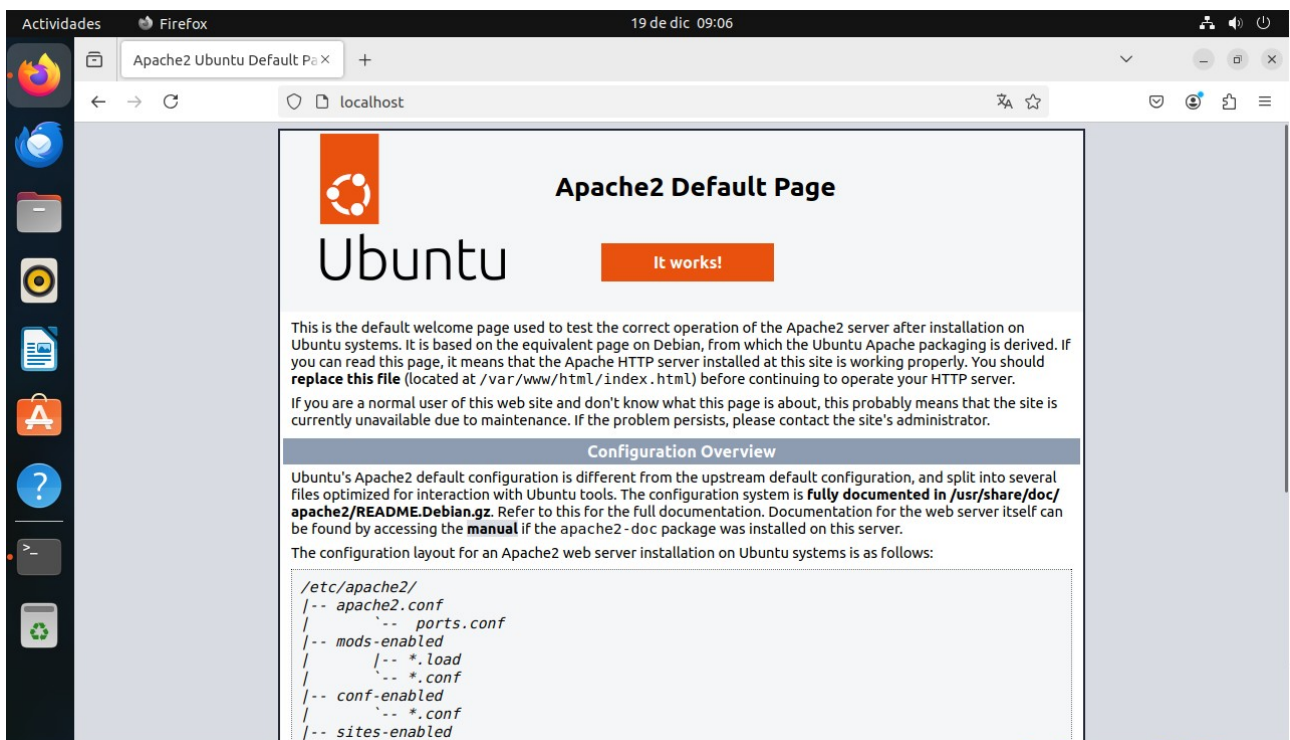 Actividades Firefox 19 de dic 09:06
Apache2 Ubuntu Default Pa
localhost
Ubuntu
Apache2 Default Page
It works!
This is the default welcome page used to test the correct operation of the Apache2 server after installation on
Ubuntu systems. It is based on the equivalent page on Debian, from which the Ubuntu Apache packaging is derived. If
you can read this page, it means that the Apache HTTP server installed at this site is working properly. You should
replace this file (located at /var/www/html/index.html) before continuing to operate your HTTP server.
If you are a normal user of this web site and don't know what this page is about, this probably means that the site is
currently unavailable due to maintenance. If the problem persists, please contact the site's administrator.
Configuration Overview
Ubuntu's Apache2 default configuration is different from the upstream default configuration, and split into several
files optimized for interaction with Ubuntu tools. The configuration system is fully documented in /usr/share/doc/
apache2/README.Debian.gz. Refer to this for the full documentation. Documentation for the web server itself can
be found by accessing the manual if the apache2-doc package was installed on this server.
The configuration layout for an Apache2 web server installation on Ubuntu systems is as follows:
/etc/apache2/
|-- apache2.conf
|       `--  ports.conf
|-- mods-enabled
|       |-- *.load
|       `-- *.conf
|-- conf-enabled
|       `-- *.conf
|-- sites-enabled